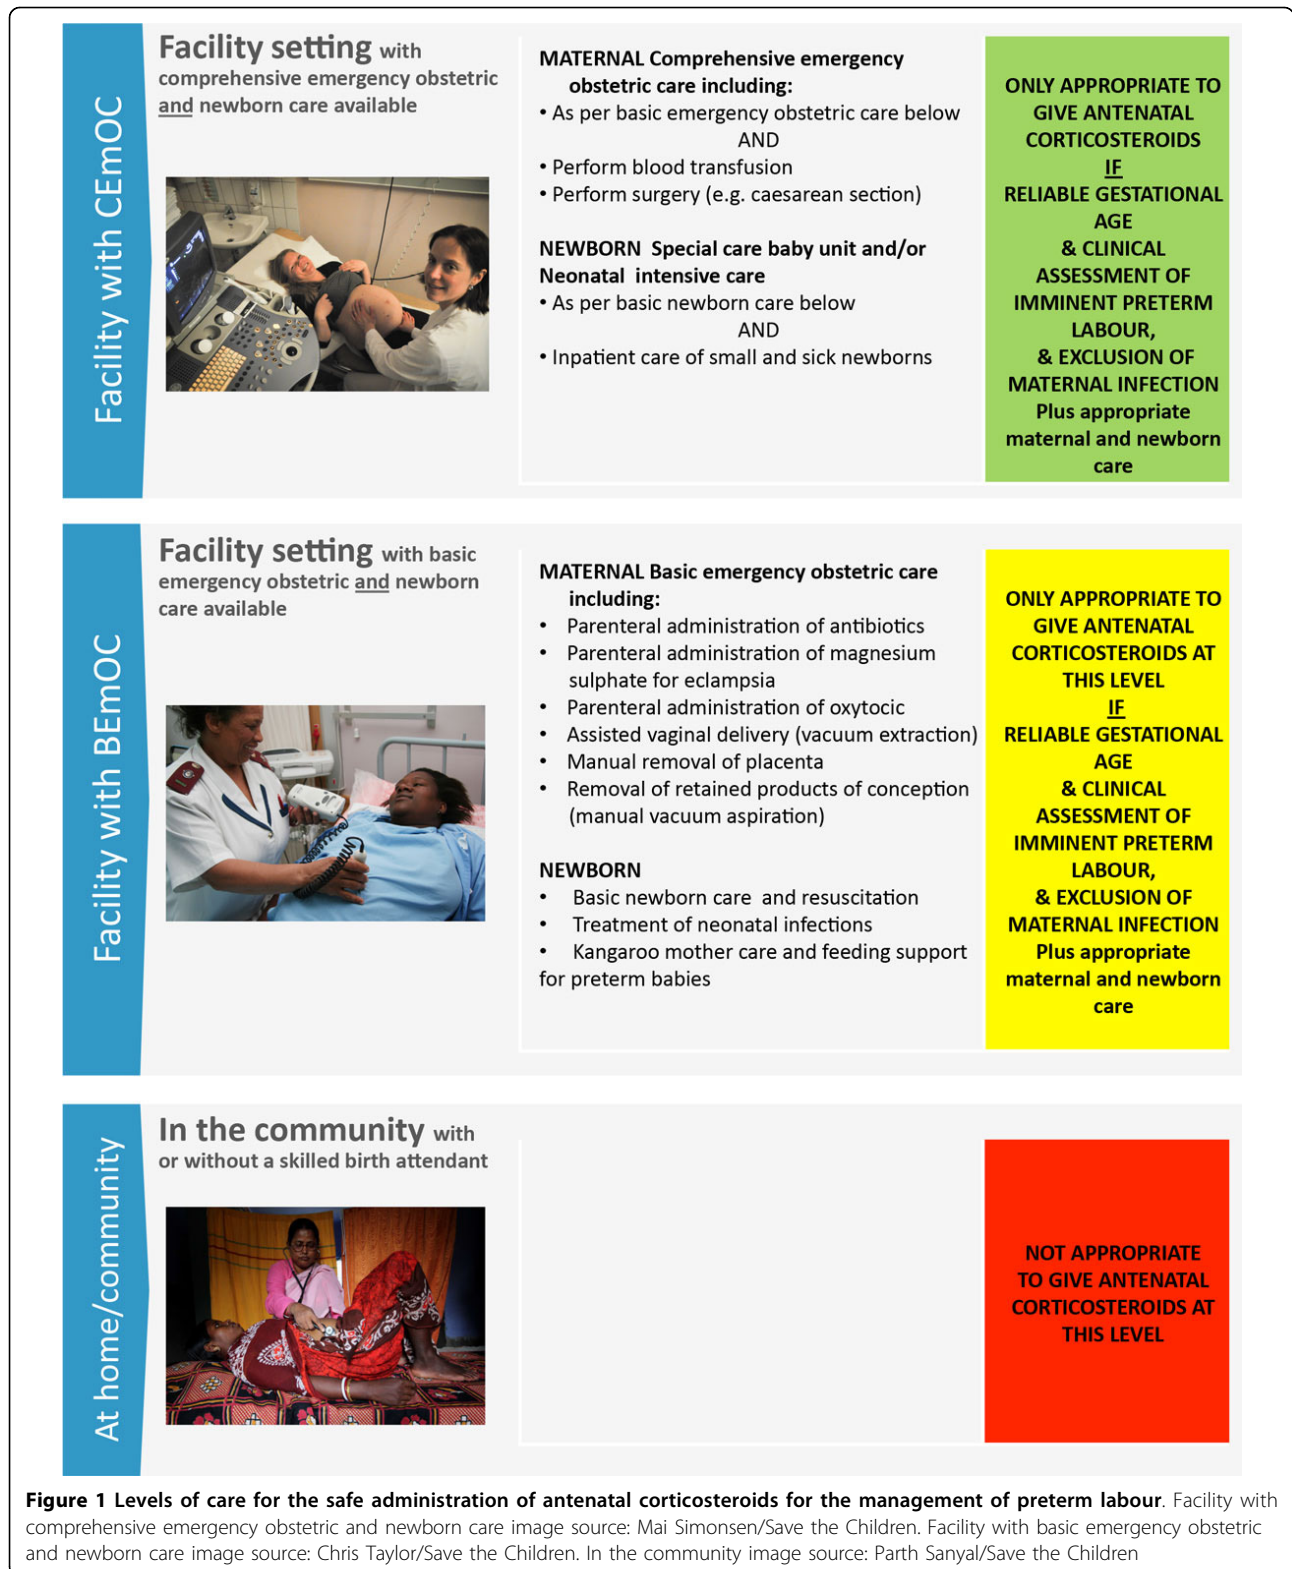 Facility with CEmOC
Facility setting with
comprehensive emergency obstetric
and newborn care available
MATERNAL Comprehensive emergency
obstetric care including:
• As per basic emergency obstetric care below
AND
• Perform blood transfusion
• Perform surgery (e.g. caesarean section)
NEWBORN Special care baby unit and/or
Neonatal intensive care
• As per basic newborn care below
AND
• Inpatient care of small and sick newborns
ONLY APPROPRIATE TO
GIVE ANTENATAL
CORTICOSTEROIDS
IF
RELIABLE GESTATIONAL
AGE
& CLINICAL
ASSESSMENT OF
IMMINENT PRETERM
LABOUR,
& EXCLUSION OF
MATERNAL INFECTION
Plus appropriate
maternal and newborn
care
Facility with BEmOC
Facility setting with basic
emergency obstetric and newborn
care available
MATERNAL Basic emergency obstetric care
including:
• Parenteral administration of antibiotics
• Parenteral administration of magnesium
sulphate for eclampsia
• Parenteral administration of oxytocic
• Assisted vaginal delivery (vacuum extraction)
• Manual removal of placenta
• Removal of retained products of conception
(manual vacuum aspiration)
NEWBORN
• Basic newborn care and resuscitation
• Treatment of neonatal infections
• Kangaroo mother care and feeding support
for preterm babies
ONLY APPROPRIATE TO
GIVE ANTENATAL
CORTICOSTEROIDS AT
THIS LEVEL
IF
RELIABLE GESTATIONAL
AGE
& CLINICAL
ASSESSMENT OF
IMMINENT PRETERM
LABOUR,
& EXCLUSION OF
MATERNAL INFECTION
Plus appropriate
maternal and newborn
care
At home/community
In the community with
or without a skilled birth attendant
NOT APPROPRIATE
TO GIVE ANTENATAL
CORTICOSTEROIDS AT
THIS LEVEL
Figure 1 Levels of care for the safe administration of antenatal corticosteroids for the management of preterm labour. Facility with
comprehensive emergency obstetric and newborn care image source: Mai Simonsen/Save the Children. Facility with basic emergency obstetric
and newborn care image source: Chris Taylor/Save the Children. In the community image source: Parth Sanyal/Save the Children